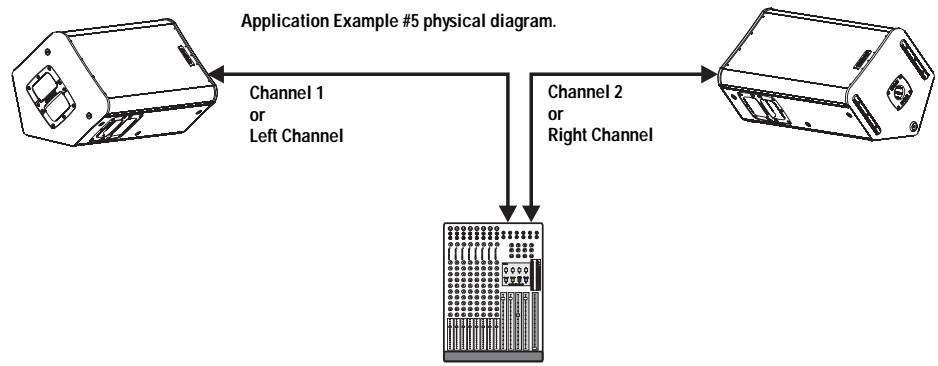 Application Example #5 physical diagram.
Channel 1
or
Left Channel
Channel 2
or
Right Channel